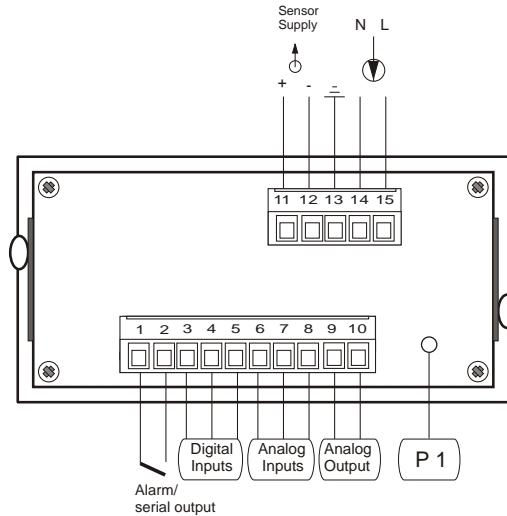 Sensor
Supply
N L
+ -
11 12 13 14 15
1 2 3 4 5 6 7 8 9 10
Digital
Inputs
Analog
Inputs
Analog
Output
P 1
Alarm/
serial output